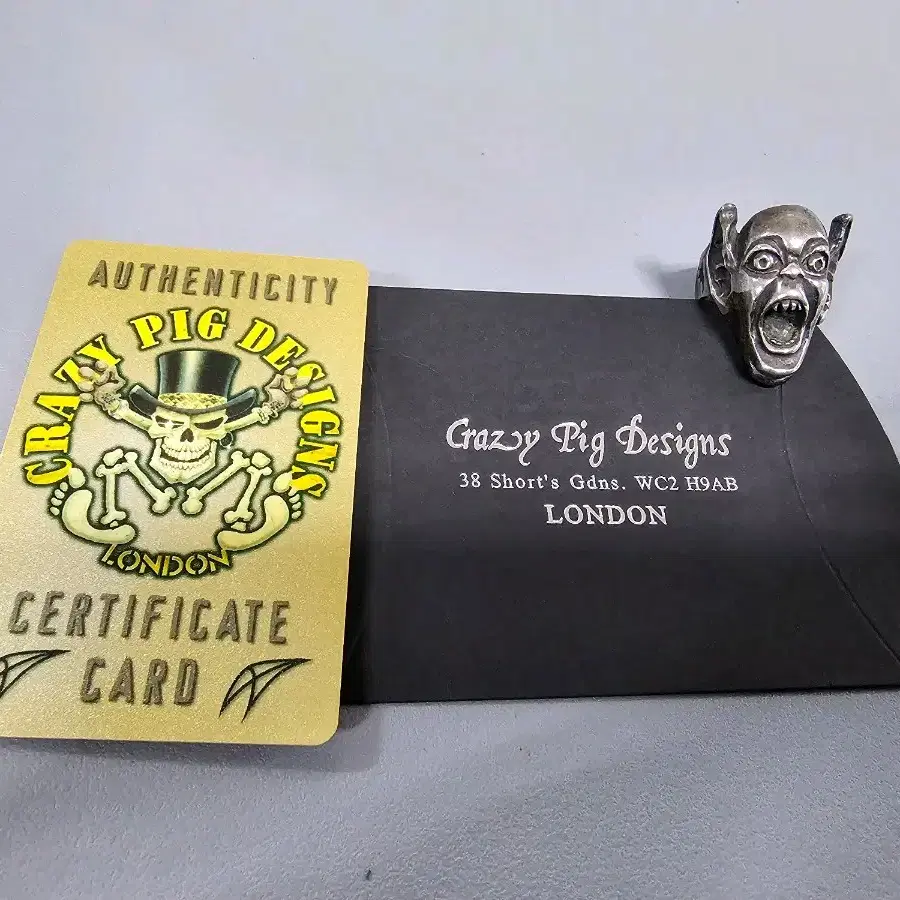 AUTHENTICITY
CRAZY PIG DESIGNS
LONDON
CERTIFICATE
CARD
Crazy Pig Designs
38 Short's Gdns. WC2 H9AB
LONDON